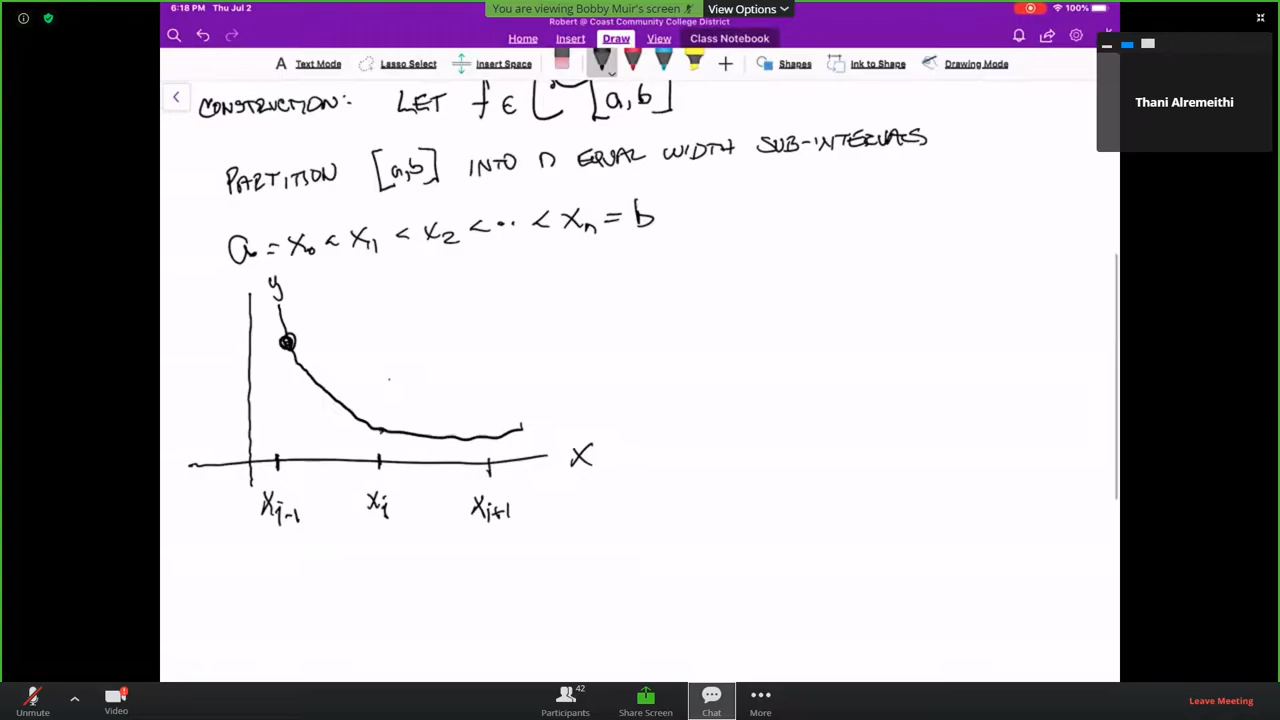 6:18 PM Thu Jul 2
You are viewing Bobby Muir's screen
View Options
100%
Robert @ Coast Community College District
Home Insert Draw View Class Notebook
Text Mode Lasso Select Insert Space Shapes Ink to Shape Drawing Mode
Thani Alremeithi
CONSTRUCTION: LET f ∈ [a,b]
PARTITION [a,b] INTO n EQUAL WIDTH SUB-INTERVALS
a = x₀ < x₁ < x₂ < ·· < xₙ = b
y
x
xᵢ₋₁ xᵢ xᵢ₊₁
Unmute Video Participants 42 Share Screen Chat More Leave Meeting